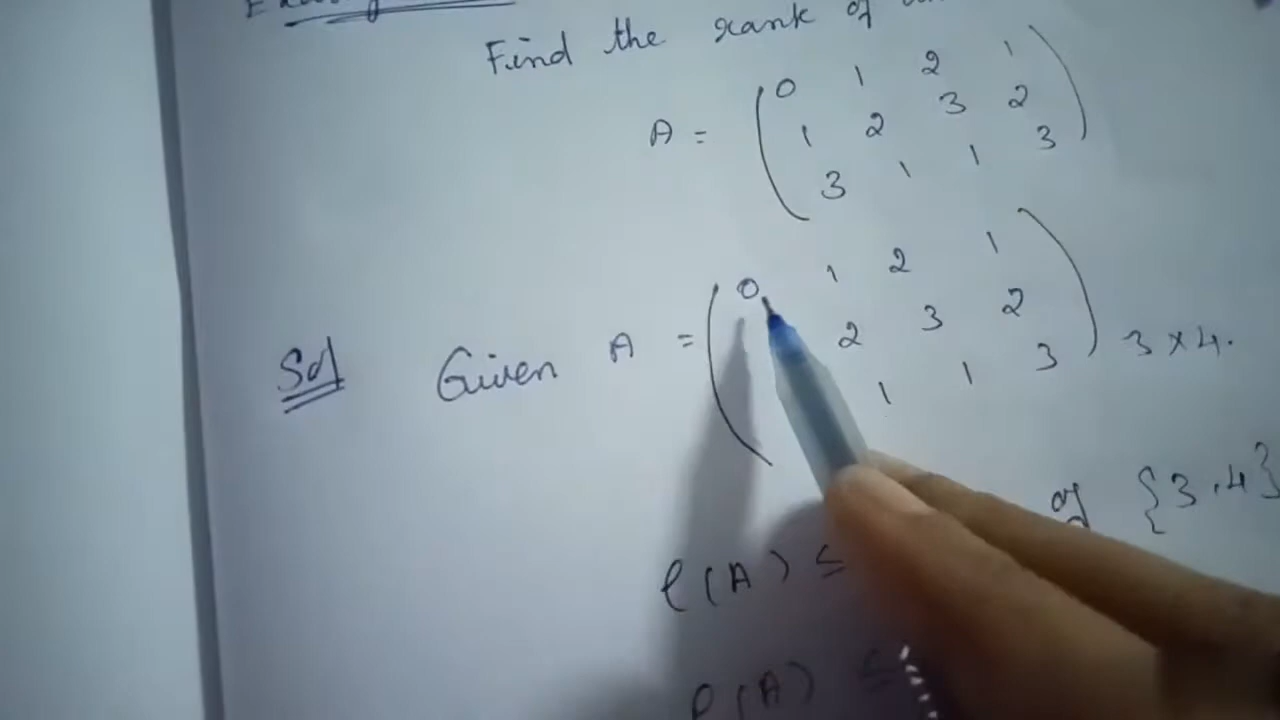 Find the rank of
0 1 2 1
A = 1 2 3 2
3 1 1 3
0 1 2 1
Sol Given A = 2 3 2 3×4.
1 1 3
of {3,4}
ρ(A) ≤
ρ(A) ≤